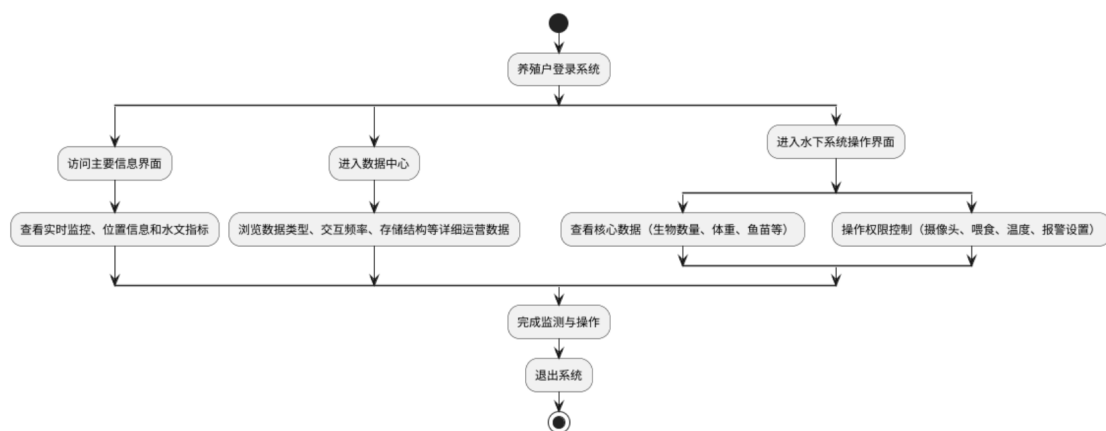 养殖户登录系统
访问主要信息界面
进入数据中心
进入水下系统操作界面
查看实时监控、位置信息和水文指标
浏览数据类型、交互频率、存储结构等详细运营数据
查看核心数据（生物数量、体重、鱼苗等）
操作权限控制（摄像头、喂食、温度、报警设置）
完成监测与操作
退出系统